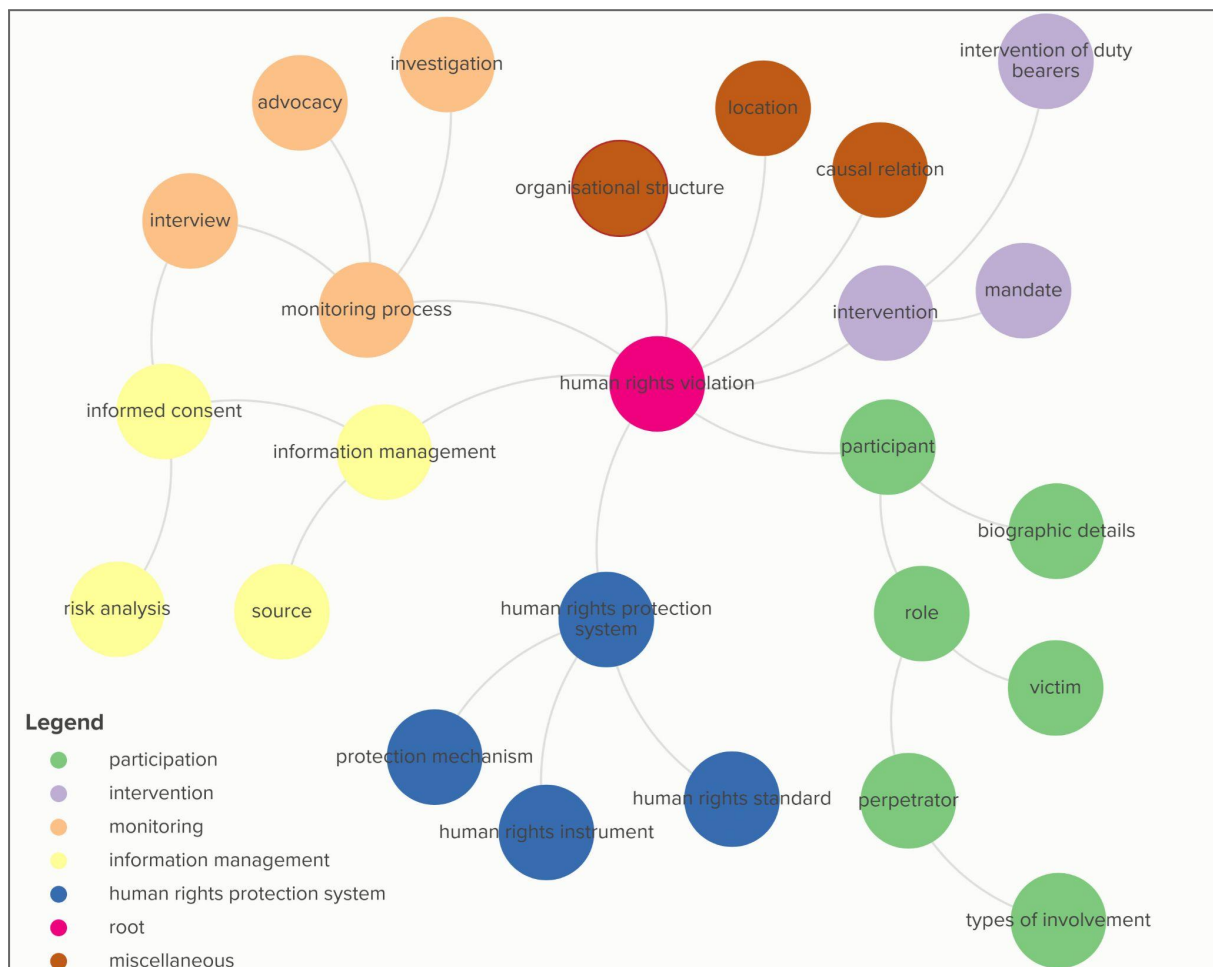 investigation
advocacy
intervention of duty
bearers
location
causal relation
organisational structure
interview
mandate
monitoring process
intervention
human rights violation
informed consent
information management
participant
biographic details
risk analysis
source
human rights protection
system
role
victim
protection mechanism
human rights standard
perpetrator
human rights instrument
types of involvement
Legend
participation
intervention
monitoring
information management
human rights protection system
root
miscellaneous